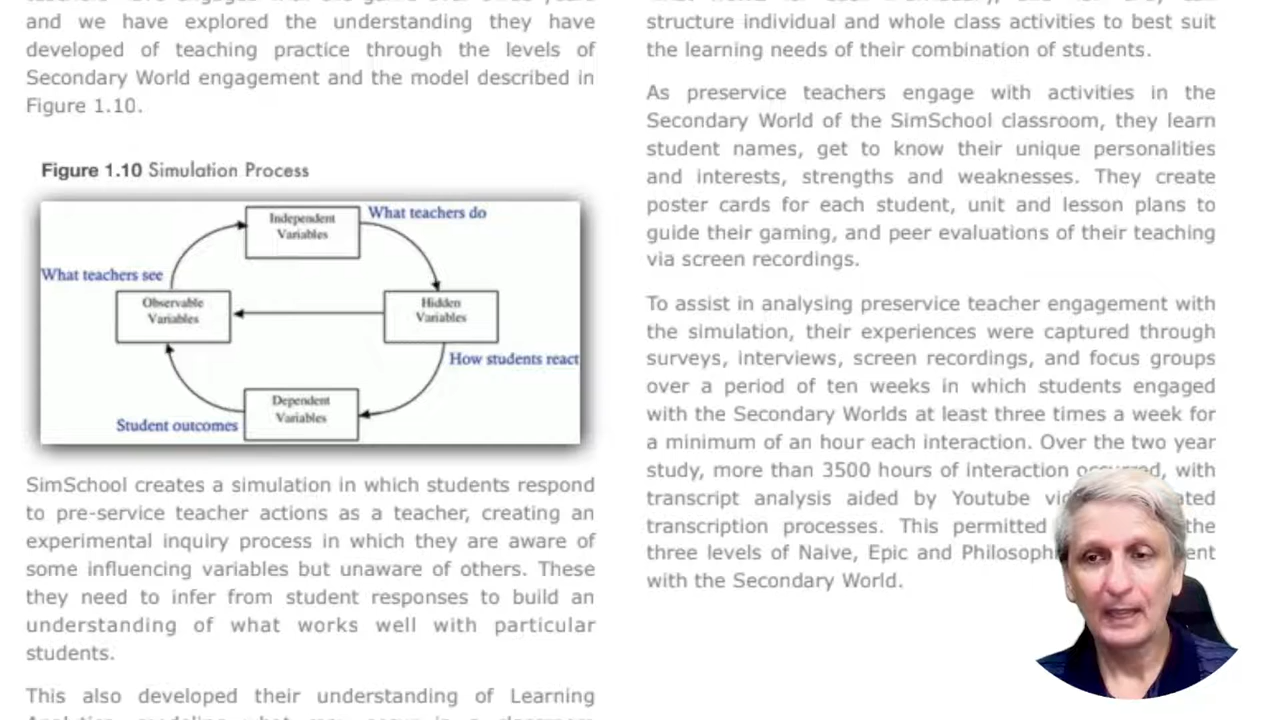 and we have explored the understanding they have
developed of teaching practice through the levels of
Secondary World engagement and the model described in
Figure 1.10.
Figure 1.10 Simulation Process
Independent
Variables
What teachers do
What teachers see
Observable
Variables
Hidden
Variables
How students react
Dependent
Variables
Student outcomes
SimSchool creates a simulation in which students respond
to pre-service teacher actions as a teacher, creating an
experimental inquiry process in which they are aware of
some influencing variables but unaware of others. These
they need to infer from student responses to build an
understanding of what works well with particular
students.
This also developed their understanding of Learning
structure individual and whole class activities to best suit
the learning needs of their combination of students.
As preservice teachers engage with activities in the
Secondary World of the SimSchool classroom, they learn
student names, get to know their unique personalities
and interests, strengths and weaknesses. They create
poster cards for each student, unit and lesson plans to
guide their gaming, and peer evaluations of their teaching
via screen recordings.
To assist in analysing preservice teacher engagement with
the simulation, their experiences were captured through
surveys, interviews, screen recordings, and focus groups
over a period of ten weeks in which students engaged
with the Secondary Worlds at least three times a week for
a minimum of an hour each interaction. Over the two year
study, more than 3500 hours of interaction with
transcript analysis aided by Youtube
transcription processes. This permitted the
three levels of Naive, Epic and
with the Secondary World.